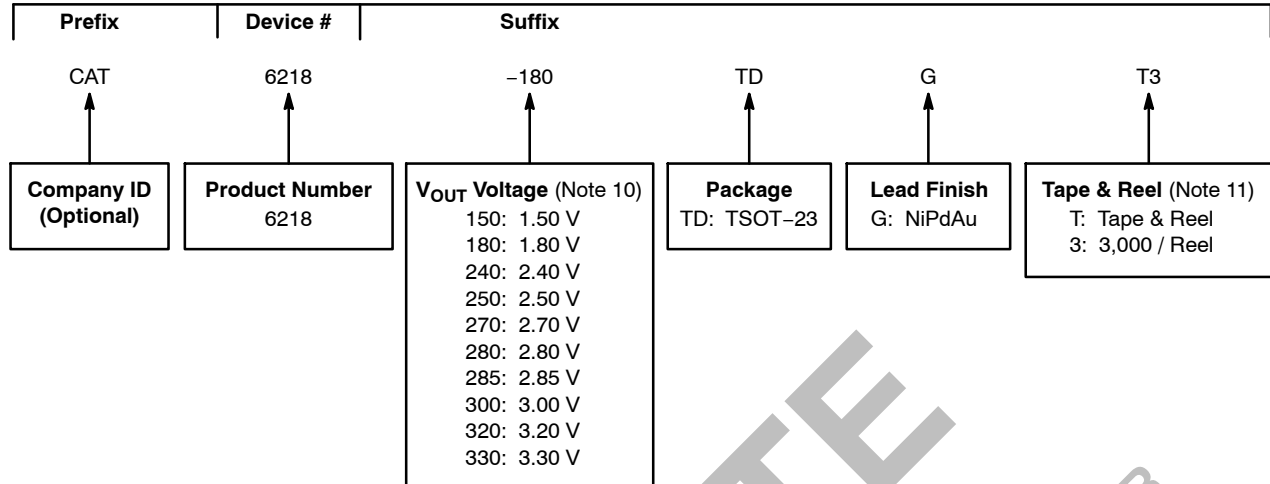 Prefix Device # Suffix
CAT 6218 −180 TD G T3
Company ID
(Optional)
Product Number
6218
VOUT Voltage (Note 10)
150: 1.50 V
180: 1.80 V
240: 2.40 V
250: 2.50 V
270: 2.70 V
280: 2.80 V
285: 2.85 V
300: 3.00 V
320: 3.20 V
330: 3.30 V
Package
TD: TSOT−23
Lead Finish
G: NiPdAu
Tape & Reel (Note 11)
T: Tape & Reel
3: 3,000 / Reel
TE